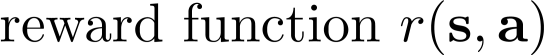 reward function r(s, a)